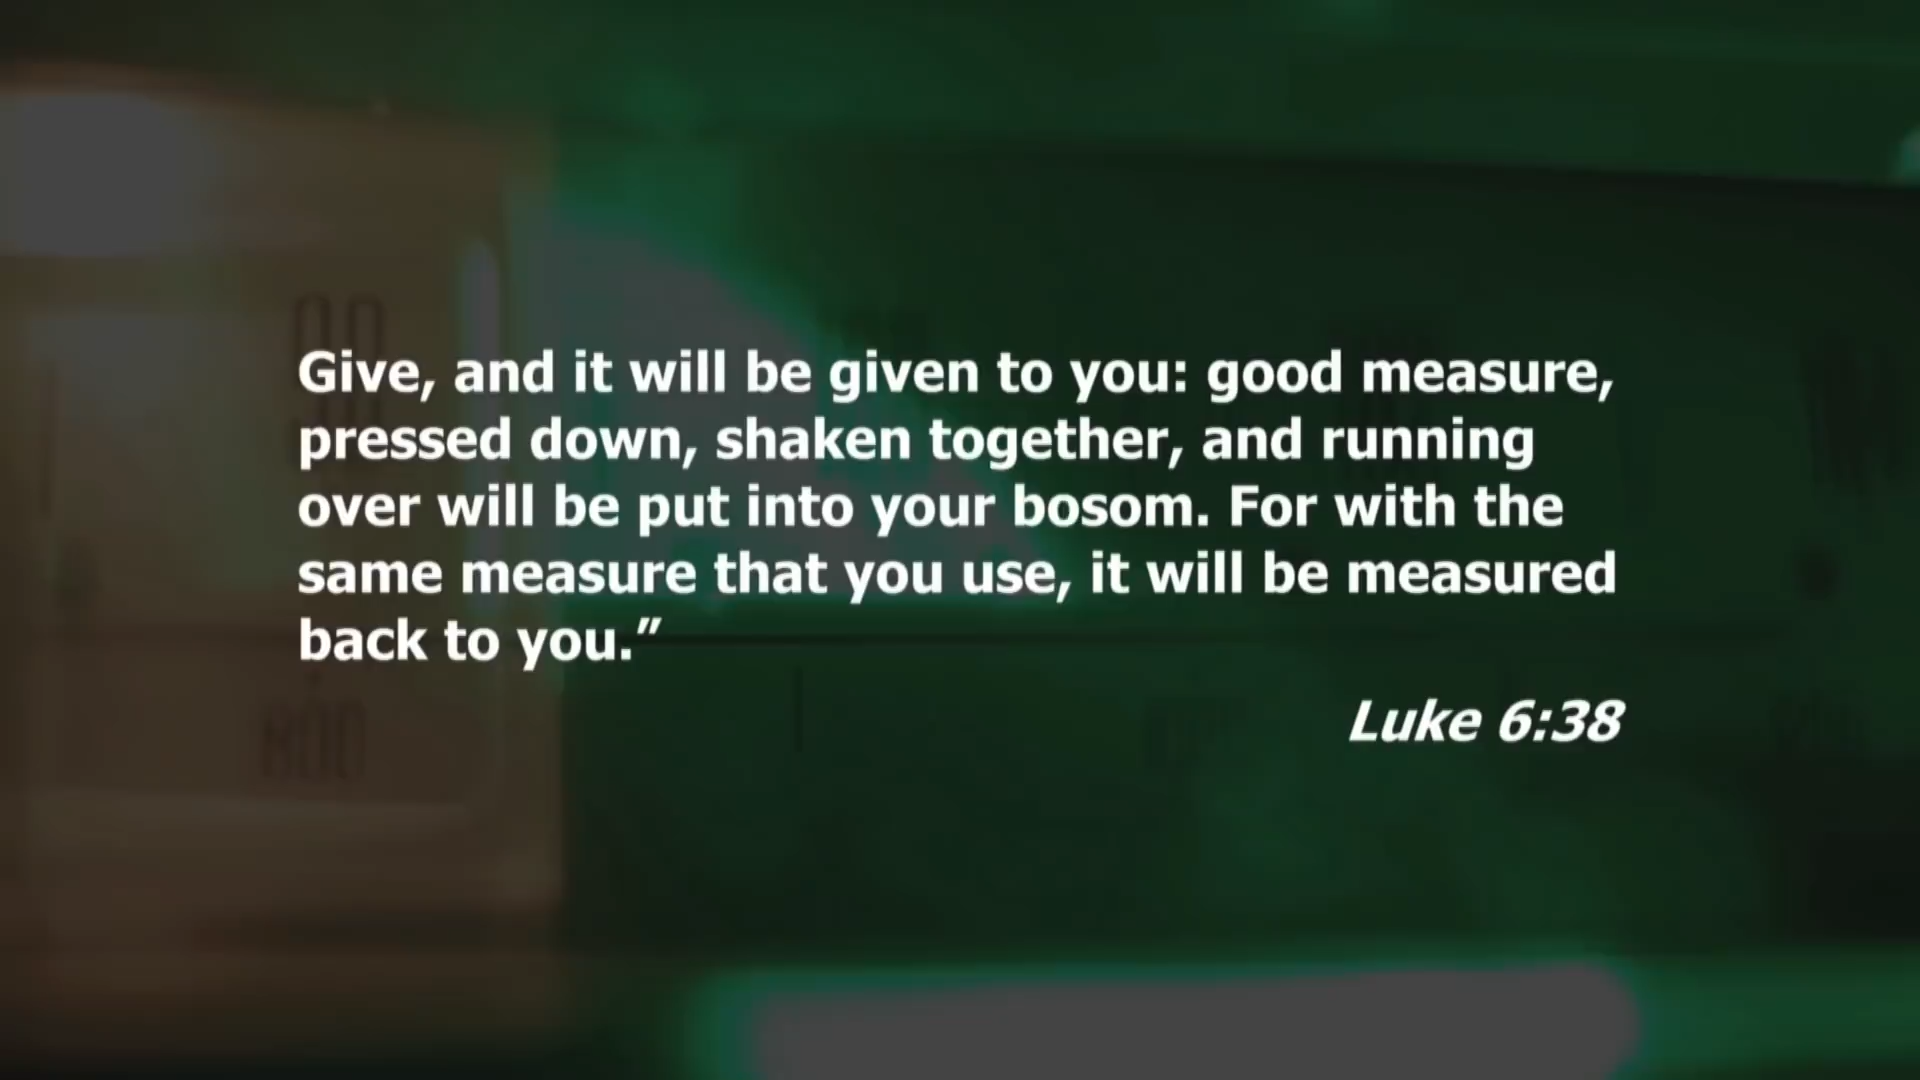 Give, and it will be given to you: good measure,
pressed down, shaken together, and running
over will be put into your bosom. For with the
same measure that you use, it will be measured
back to you.”
Luke 6:38